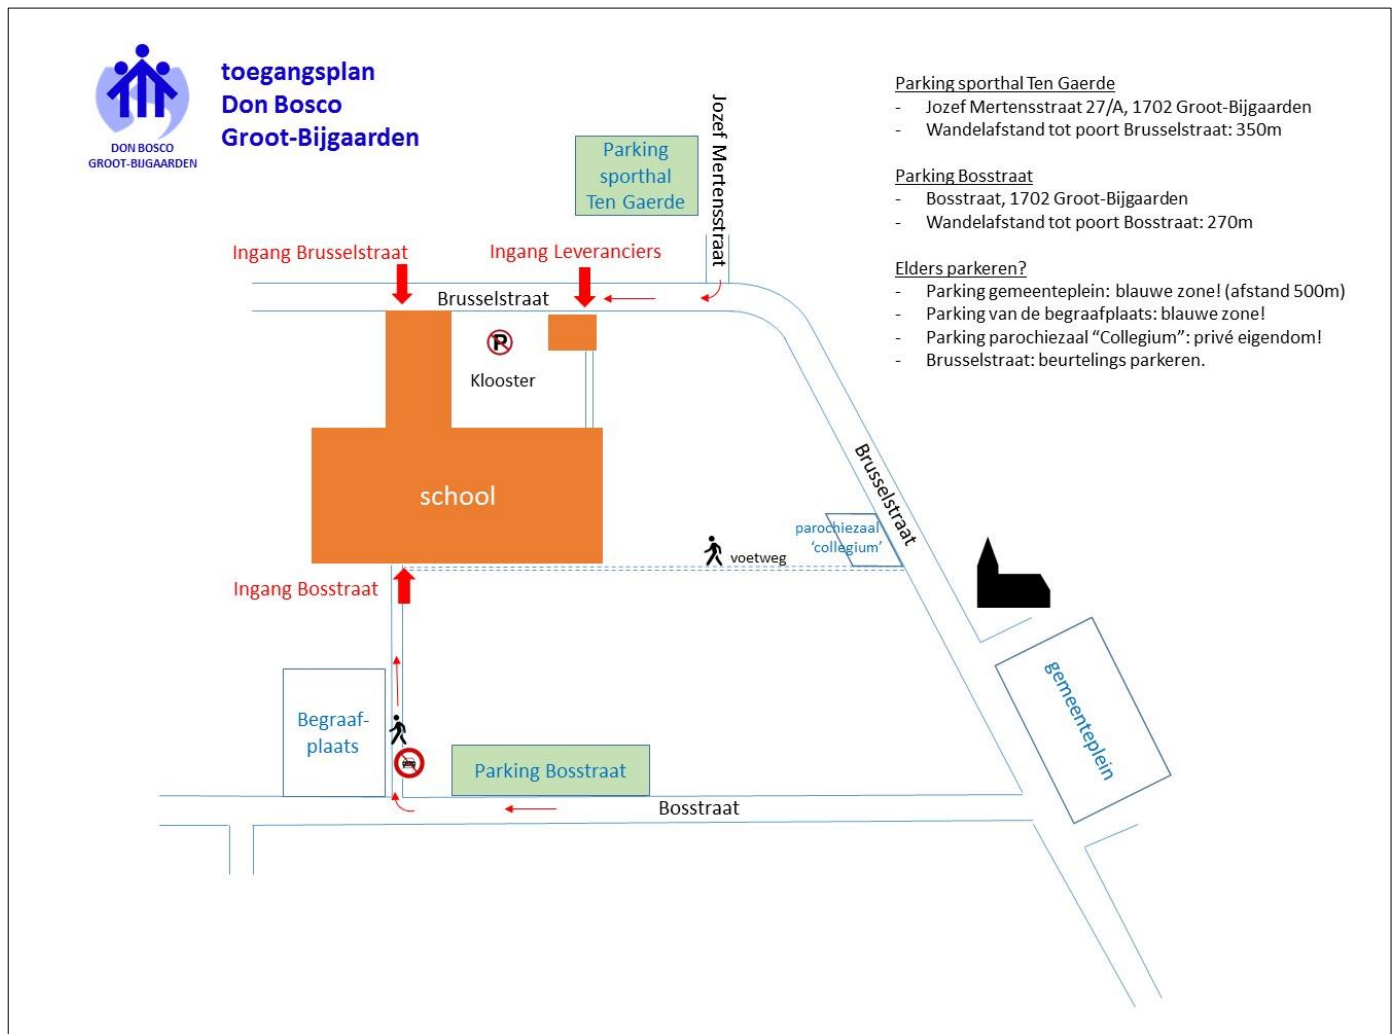 toegangsplan
Don Bosco
Groot-Bijgaarden
DON BOSCO
GROOT-BIJGAARDEN
Parking sporthal Ten Gaerde
- Jozef Mertensstraat 27/A, 1702 Groot-Bijgaarden
- Wandelafstand tot poort Brusselstraat: 350m
Parking Bosstraat
- Bosstraat, 1702 Groot-Bijgaarden
- Wandelafstand tot poort Bosstraat: 270m
Elders parkeren?
- Parking gemeenteplein: blauwe zone! (afstand 500m)
- Parking van de begraafplaats: blauwe zone!
- Parking parochiezaal “Collegium”: privé eigendom!
- Brusselstraat: beurtelings parkeren.
Jozef Mertensstraat
Parking
sporthal
Ten Gaerde
Ingang Brusselstraat
Ingang Leveranciers
Brusselstraat
P
Klooster
school
Brusselstraat
parochiezaal
‘collegium’
voetweg
Ingang Bosstraat
gemeenteplein
Begraaf-
plaats
Parking Bosstraat
Bosstraat